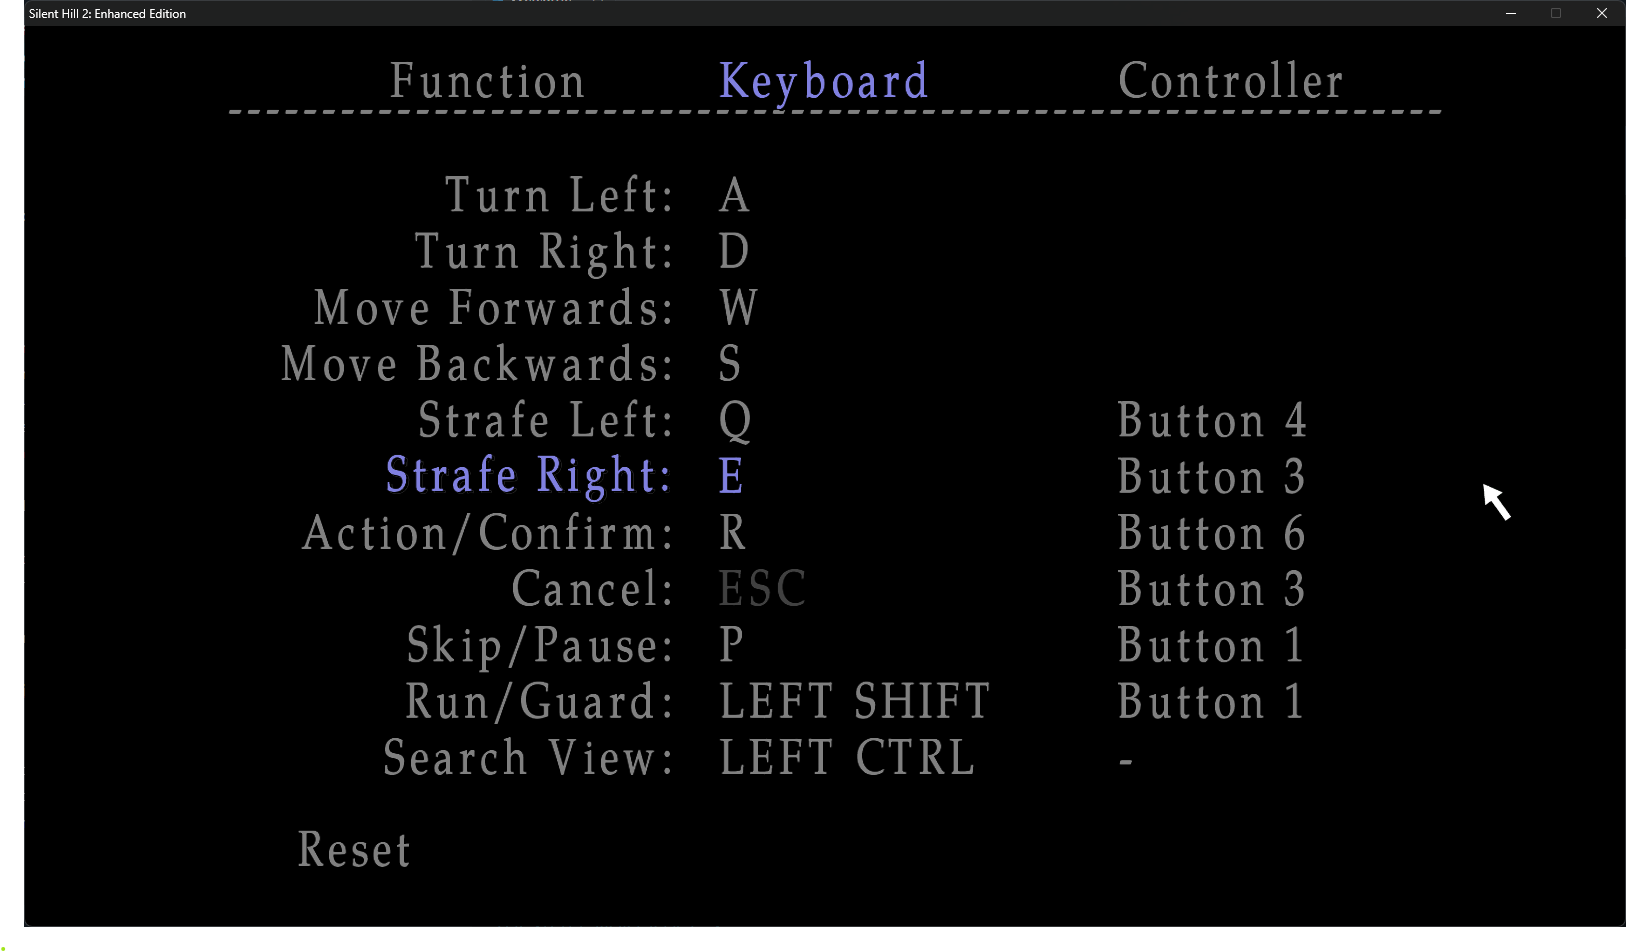 Silent Hill 2: Enhanced Edition
Function Keyboard Controller
Turn Left: A
Turn Right: D
Move Forwards: W
Move Backwards: S
Strafe Left: Q Button 4
Strafe Right: E Button 3
Action/Confirm: R Button 6
Cancel: ESC Button 3
Skip/Pause: P Button 1
Run/Guard: LEFT SHIFT Button 1
Search View: LEFT CTRL -
Reset